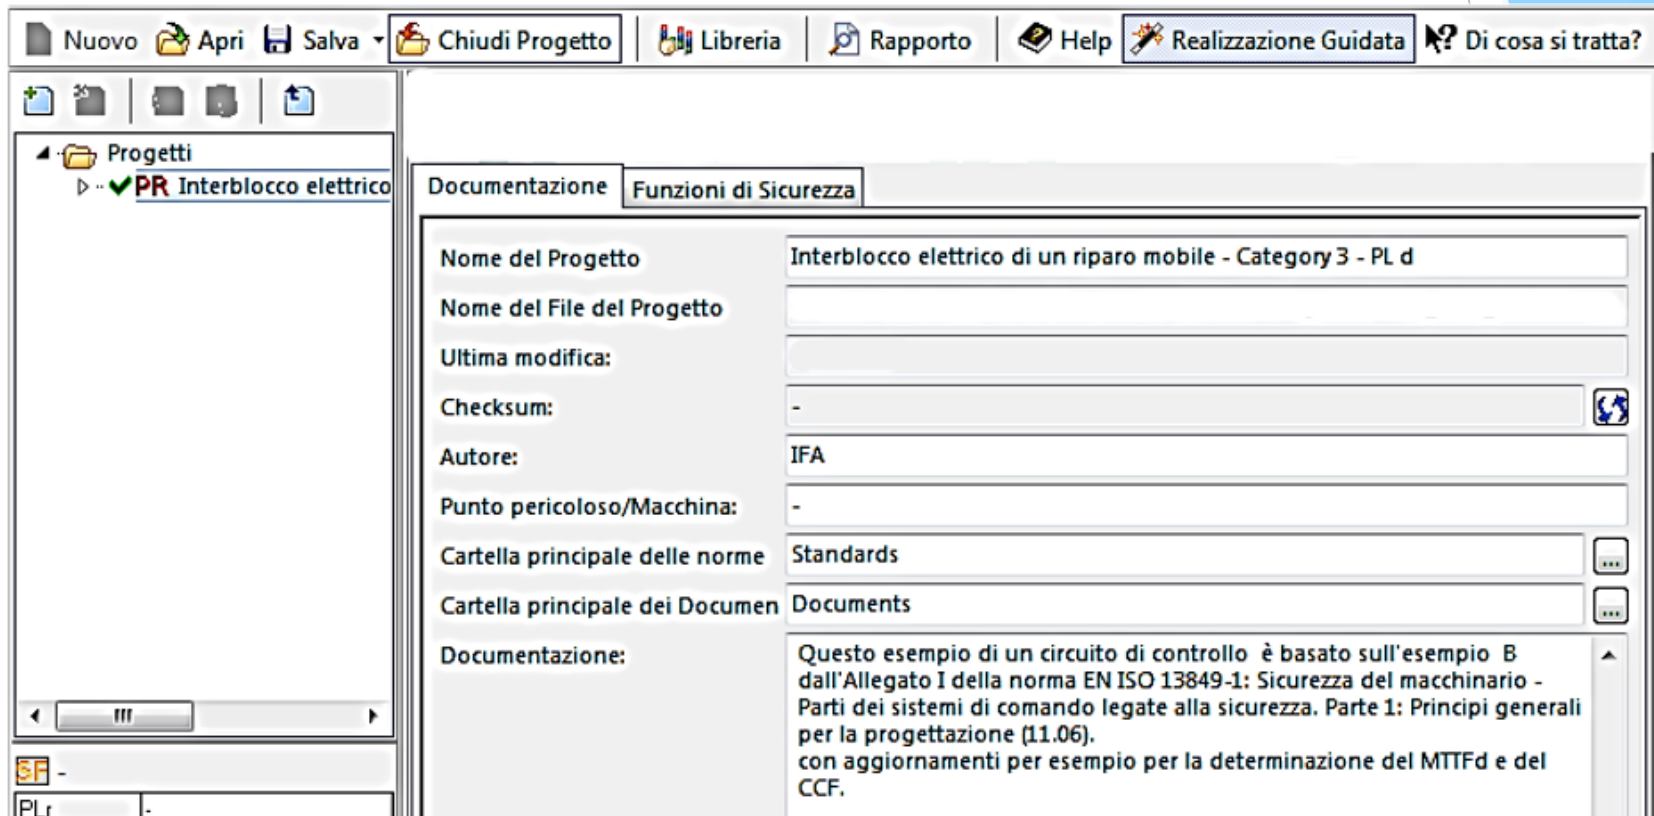 Nuovo Apri Salva Chiudi Progetto Libreria Rapporto Help Realizzazione Guidata Di cosa si tratta?
Progetti
PR Interblocco elettrico
Documentazione Funzioni di Sicurezza
Nome del Progetto Interblocco elettrico di un riparo mobile - Category 3 - PL d
Nome del File del Progetto
Ultima modifica:
Checksum: -
Autore: IFA
Punto pericoloso/Macchina: -
Cartella principale delle norme Standards ...
Cartella principale dei Documen Documents ...
Documentazione: Questo esempio di un circuito di controllo è basato sull'esempio B
dall'Allegato I della norma EN ISO 13849-1: Sicurezza del macchinario -
Parti dei sistemi di comando legate alla sicurezza. Parte 1: Principi generali
per la progettazione (11.06).
con aggiornamenti per esempio per la determinazione del MTTFd e del
CCF.
SF -
PLr -